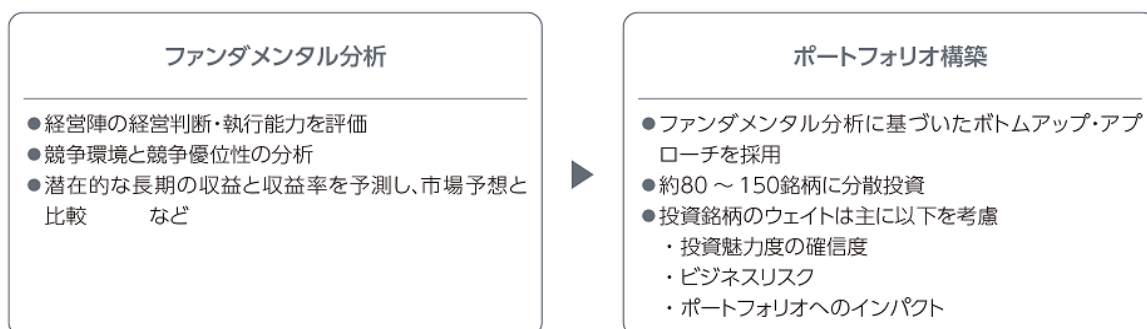 ファンダメンタル分析
●経営陣の経営判断・執行能力を評価
●競争環境と競争優位性の分析
●潜在的な長期の収益と収益率を予測し、市場予想と
比較　　　など
ポートフォリオ構築
●ファンダメンタル分析に基づいたボトムアップ・アプ
ローチを採用
●約80 ～ 150銘柄に分散投資
●投資銘柄のウェイトは主に以下を考慮
・投資魅力度の確信度
・ビジネスリスク
・ポートフォリオへのインパクト